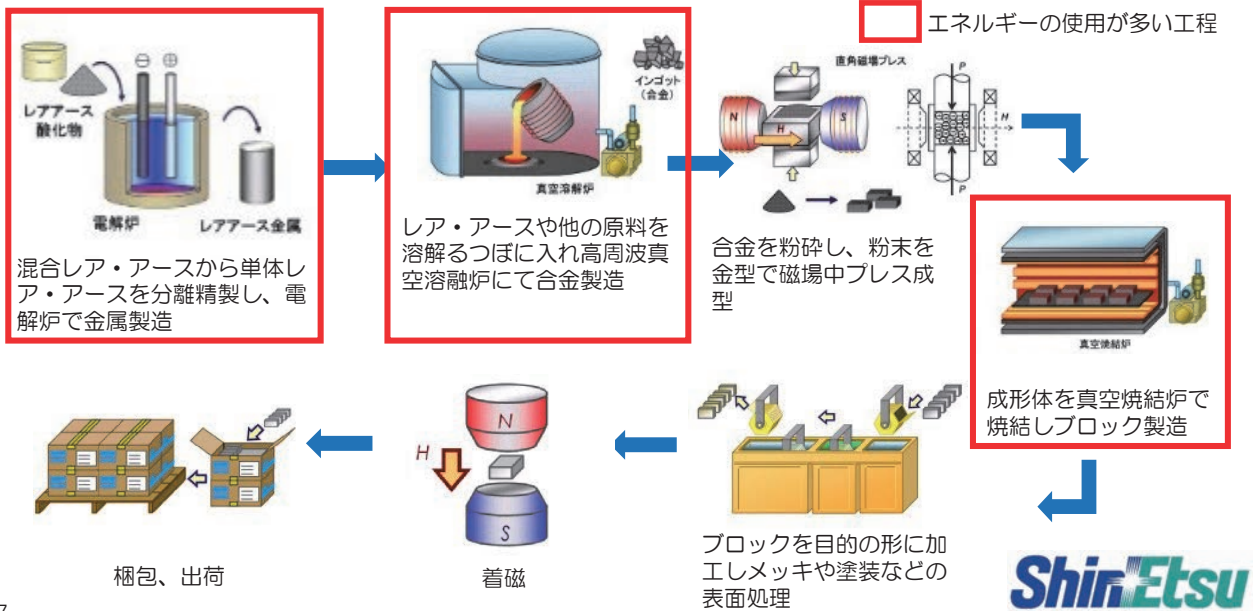 エネルギーの使用が多い工程
レアアース
酸化物
⊖ ⊕
電解炉
レアアース金属
混合レア・アースから単体レ
ア・アースを分離精製し、電
解炉で金属製造
インゴット
(合金)
真空溶解炉
レア・アースや他の原料を
溶解るつぼに入れ高周波真
空溶融炉にて合金製造
直角磁場プレス
N
H
S
P
H
P
合金を粉砕し、粉末を
金型で磁場中プレス成
型
真空焼結炉
成形体を真空焼結炉で
焼結しブロック製造
ブロックを目的の形に加
工しメッキや塗装などの
表面処理
N
H
S
着磁
梱包、出荷
ShinEtsu